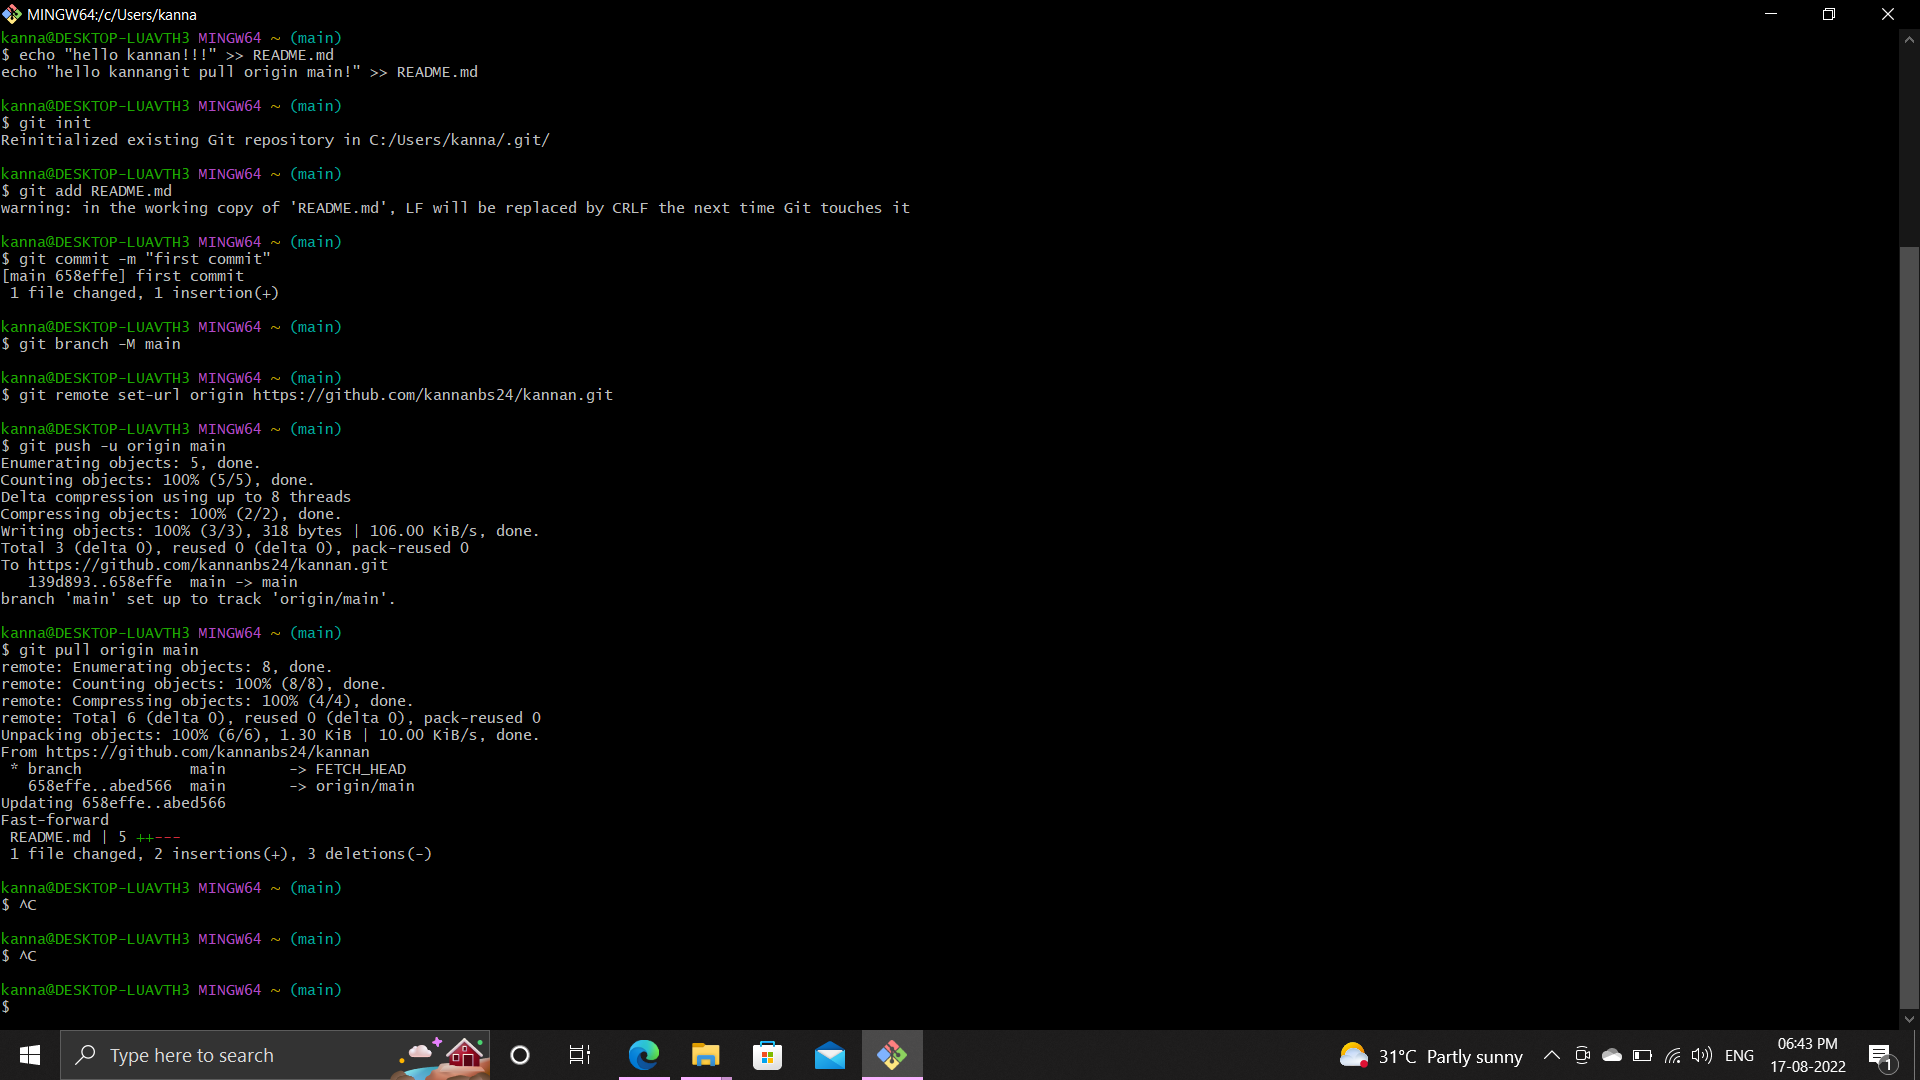 MINGW64:/c/Users/kanna
kanna@DESKTOP-LUAVTH3 MINGW64 ~ (main)
$ echo "hello kannan!!!" >> README.md
echo "hello kannangit pull origin main!" >> README.md
kanna@DESKTOP-LUAVTH3 MINGW64 ~ (main)
$ git init
Reinitialized existing Git repository in C:/Users/kanna/.git/
kanna@DESKTOP-LUAVTH3 MINGW64 ~ (main)
$ git add README.md
warning: in the working copy of 'README.md', LF will be replaced by CRLF the next time Git touches it
kanna@DESKTOP-LUAVTH3 MINGW64 ~ (main)
$ git commit -m "first commit"
[main 658effe] first commit
 1 file changed, 1 insertion(+)
kanna@DESKTOP-LUAVTH3 MINGW64 ~ (main)
$ git branch -M main
kanna@DESKTOP-LUAVTH3 MINGW64 ~ (main)
$ git remote set-url origin https://github.com/kannanbs24/kannan.git
kanna@DESKTOP-LUAVTH3 MINGW64 ~ (main)
$ git push -u origin main
Enumerating objects: 5, done.
Counting objects: 100% (5/5), done.
Delta compression using up to 8 threads
Compressing objects: 100% (2/2), done.
Writing objects: 100% (3/3), 318 bytes | 106.00 KiB/s, done.
Total 3 (delta 0), reused 0 (delta 0), pack-reused 0
To https://github.com/kannanbs24/kannan.git
   139d893..658effe  main -> main
branch 'main' set up to track 'origin/main'.
kanna@DESKTOP-LUAVTH3 MINGW64 ~ (main)
$ git pull origin main
remote: Enumerating objects: 8, done.
remote: Counting objects: 100% (8/8), done.
remote: Compressing objects: 100% (4/4), done.
remote: Total 6 (delta 0), reused 0 (delta 0), pack-reused 0
Unpacking objects: 100% (6/6), 1.30 KiB | 10.00 KiB/s, done.
From https://github.com/kannanbs24/kannan
 * branch            main       -> FETCH_HEAD
   658effe..abed566  main       -> origin/main
Updating 658effe..abed566
Fast-forward
 README.md | 5 ++---
 1 file changed, 2 insertions(+), 3 deletions(-)
kanna@DESKTOP-LUAVTH3 MINGW64 ~ (main)
$ ^C
kanna@DESKTOP-LUAVTH3 MINGW64 ~ (main)
$ ^C
kanna@DESKTOP-LUAVTH3 MINGW64 ~ (main)
$
Type here to search
31°C Partly sunny
ENG
06:43 PM
17-08-2022
1